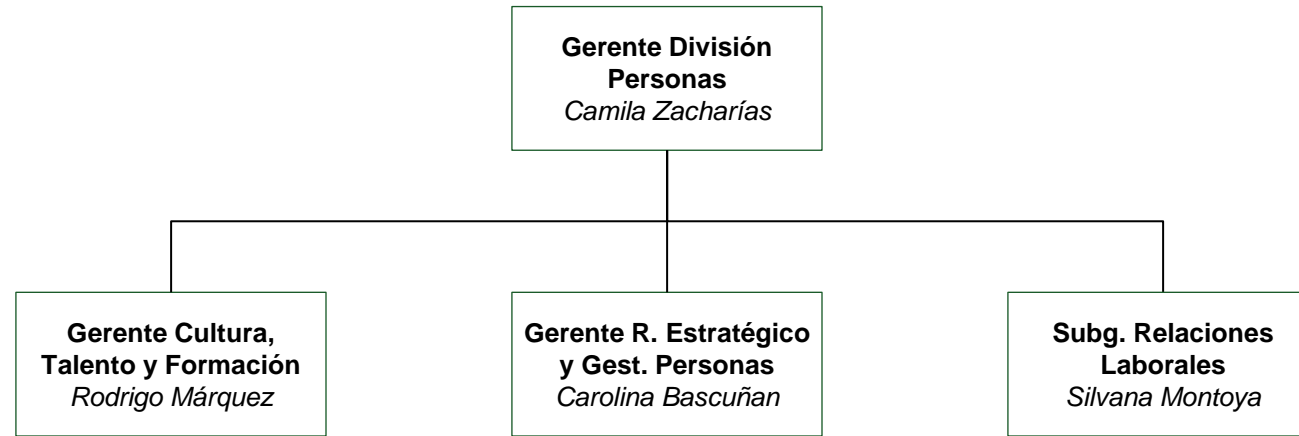 Gerente División
Personas
Camila Zacharías
Gerente Cultura,
Talento y Formación
Rodrigo Márquez
Gerente R. Estratégico
y Gest. Personas
Carolina Bascuñan
Subg. Relaciones
Laborales
Silvana Montoya